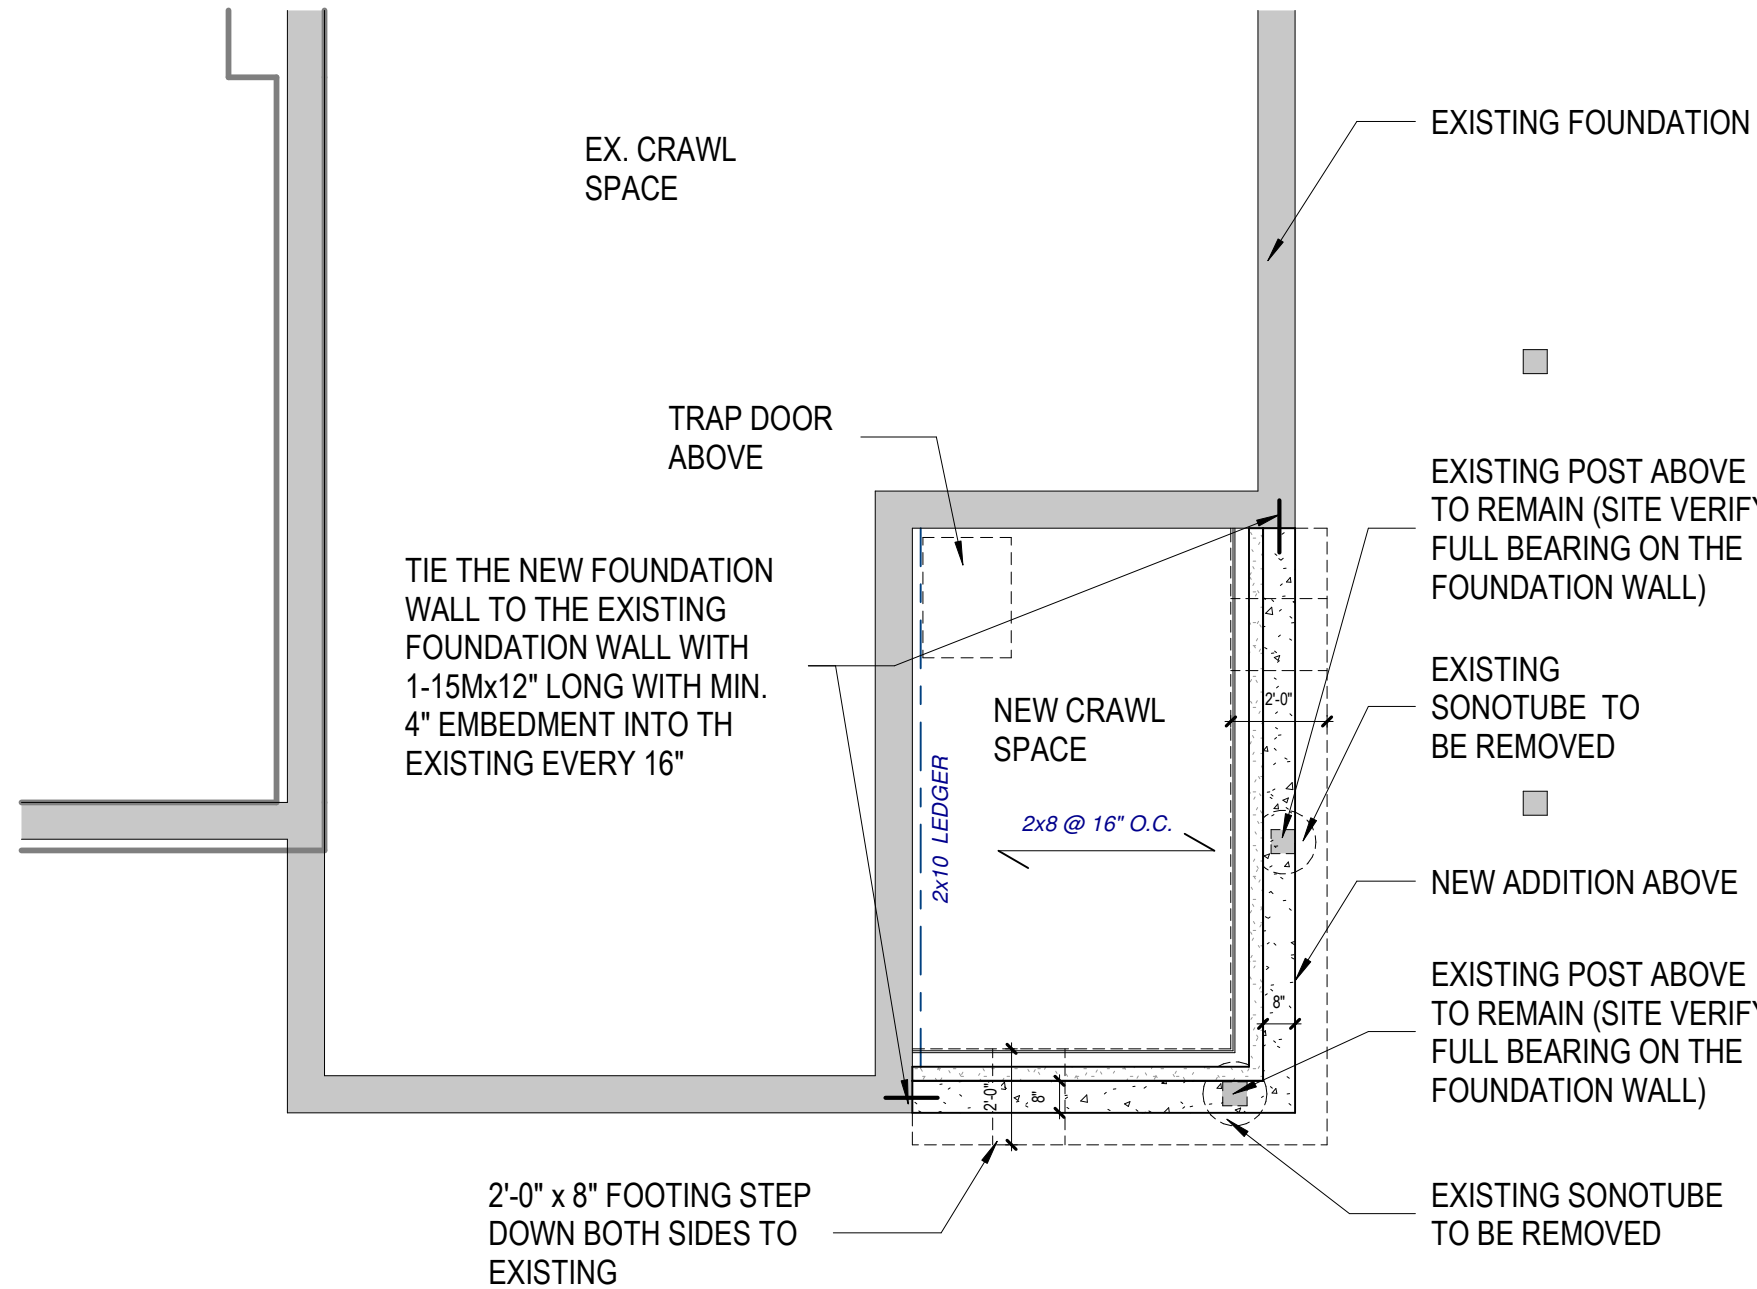 EX. CRAWL
SPACE
EXISTING FOUNDATION
TRAP DOOR
ABOVE
EXISTING POST ABOVE
TO REMAIN (SITE VERIFY
FULL BEARING ON THE
FOUNDATION WALL)
TIE THE NEW FOUNDATION
WALL TO THE EXISTING
FOUNDATION WALL WITH
1-15Mx12" LONG WITH MIN.
4" EMBEDMENT INTO TH
EXISTING EVERY 16"
EXISTING
SONOTUBE TO
BE REMOVED
NEW CRAWL
SPACE
2'-0"
2x10 LEDGER
2x8 @ 16" O.C.
NEW ADDITION ABOVE
8"
EXISTING POST ABOVE
TO REMAIN (SITE VERIFY
FULL BEARING ON THE
FOUNDATION WALL)
2'-0"
8"
2'-0" x 8" FOOTING STEP
DOWN BOTH SIDES TO
EXISTING
EXISTING SONOTUBE
TO BE REMOVED